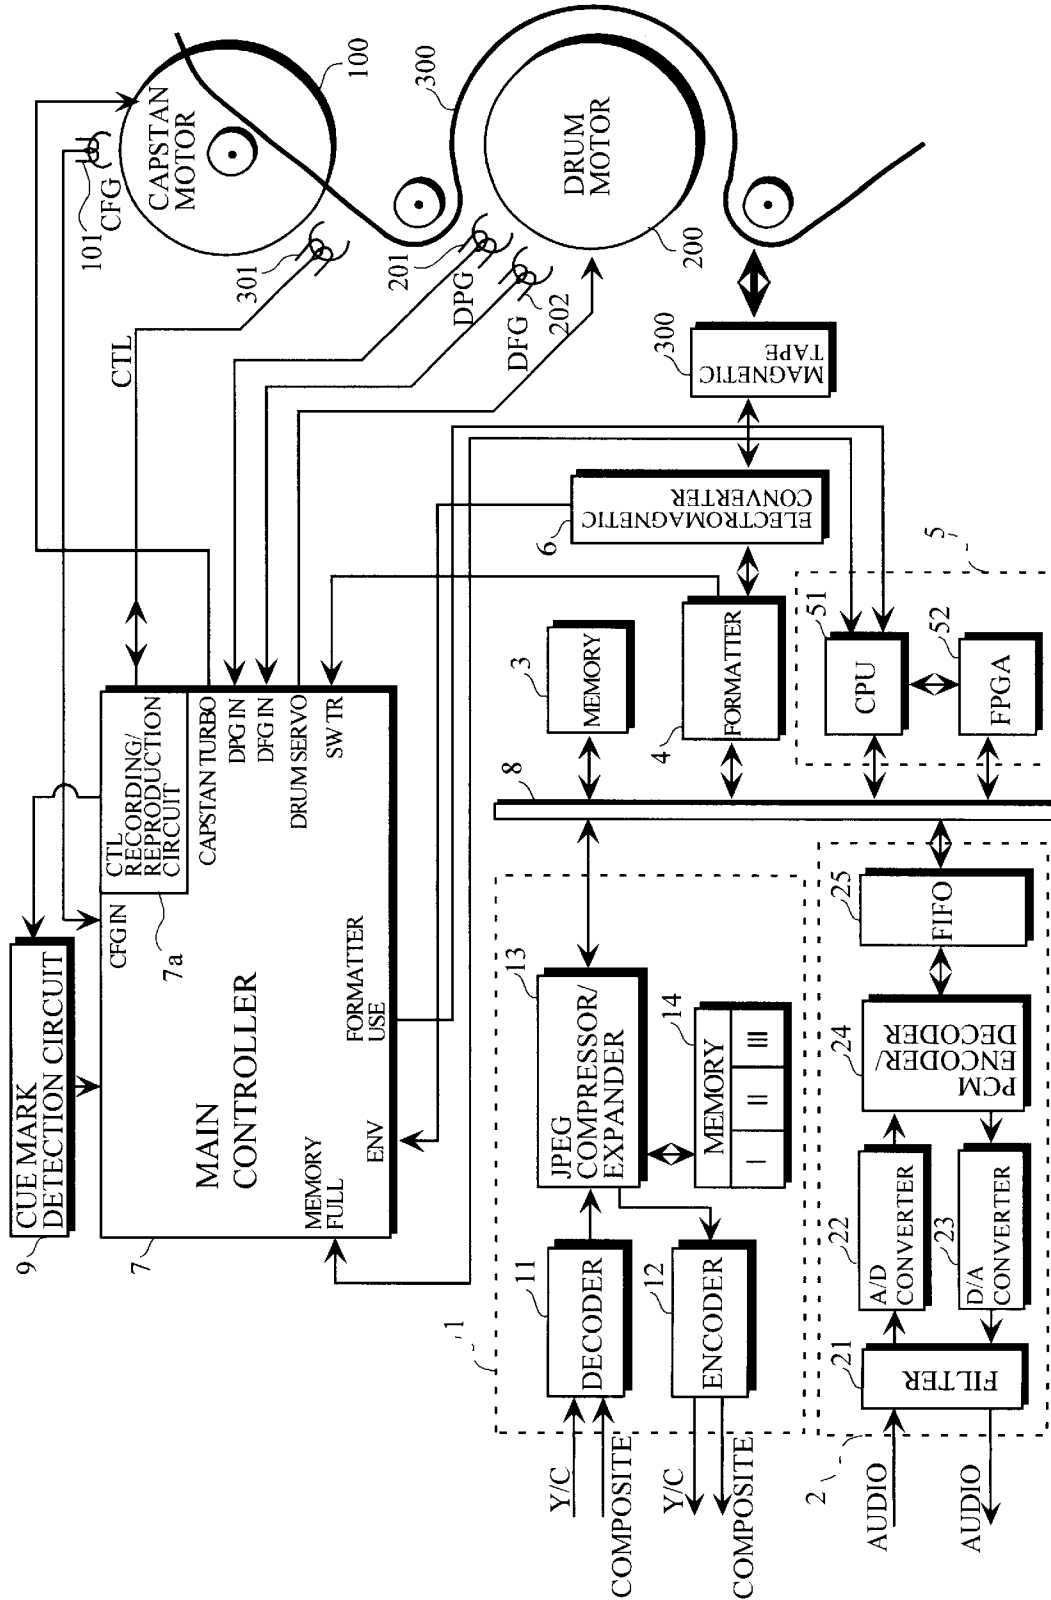 CUE MARK
DETECTION CIRCUIT
9
7
MAIN
CONTROLLER
CFG IN
7a
CTL
RECORDING/
REPRODUCTION
CIRCUIT
CAPSTAN TURBO
DPG IN
DFG IN
DRUM SERVO
SW TR
FORMATTER
USE
ENV
MEMORY
FULL
CTL
101
CFG
CAPSTAN
MOTOR
100
301
201
DPG
DFG
202
300
DRUM
MOTOR
200
300
MAGNETIC
TAPE
6
ELECTROMAGNETIC
CONVERTER
3
MEMORY
4
FORMATTER
5
51
CPU
52
FPGA
8
1
11
DECODER
12
ENCODER
13
JPEG
COMPRESSOR/
EXPANDER
14
MEMORY
I
II
III
Y/C
COMPOSITE
Y/C
COMPOSITE
2
21
FILTER
22
A/D
CONVERTER
23
D/A
CONVERTER
24
PCM
ENCODER/
DECODER
25
FIFO
AUDIO
AUDIO